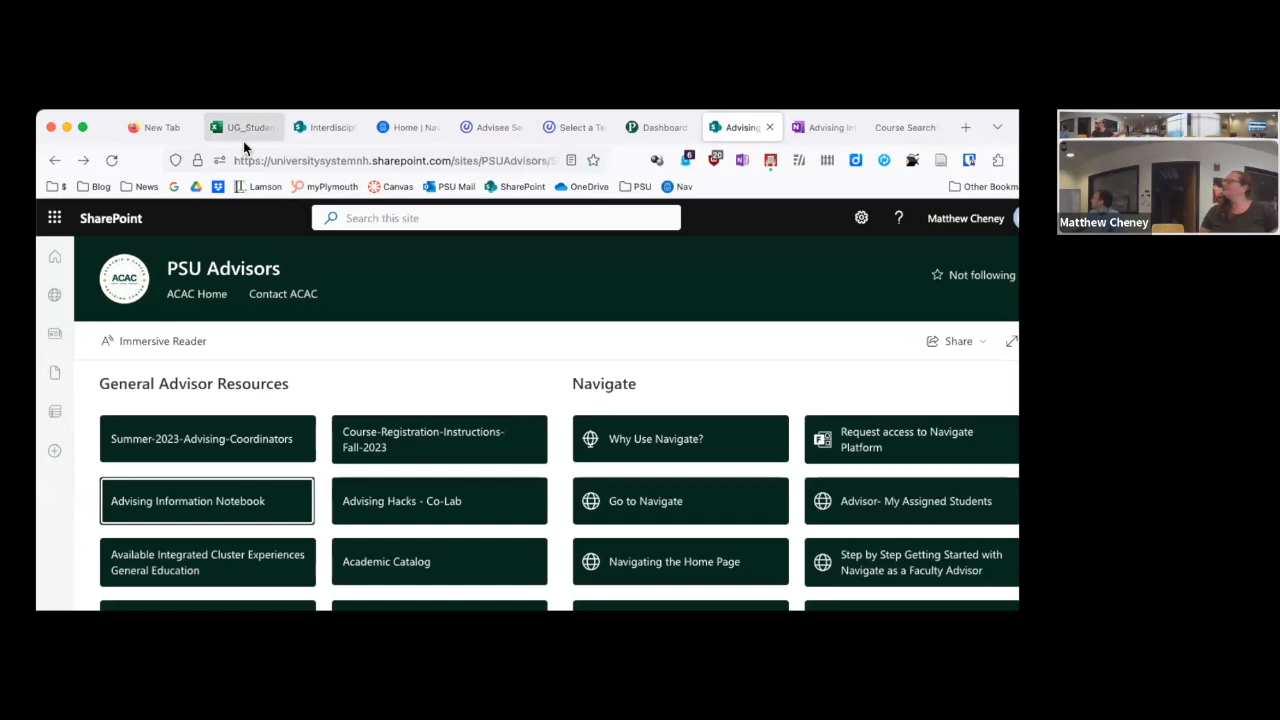 New Tab
UG_Studen
Interdiscipl
Home | Nav
Advisee Se
Select a Te
Dashboard
Advising
Advising Inf
Course Search
https://universitysystemnh.sharepoint.com/sites/PSUAdvisors/S
6
20
$
Blog
News
Lamson
myPlymouth
Canvas
PSU Mail
SharePoint
OneDrive
PSU
Nav
Other Bookm
SharePoint
Search this site
?
Matthew Cheney
ACAC
PSU Advisors
ACAC Home
Contact ACAC
Not following
Immersive Reader
Share
General Advisor Resources
Summer-2023-Advising-Coordinators
Course-Registration-Instructions-
Fall-2023
Advising Information Notebook
Advising Hacks - Co-Lab
Available Integrated Cluster Experiences
General Education
Academic Catalog
Navigate
Why Use Navigate?
Request access to Navigate
Platform
Go to Navigate
Advisor- My Assigned Students
Navigating the Home Page
Step by Step Getting Started with
Navigate as a Faculty Advisor
Matthew Cheney